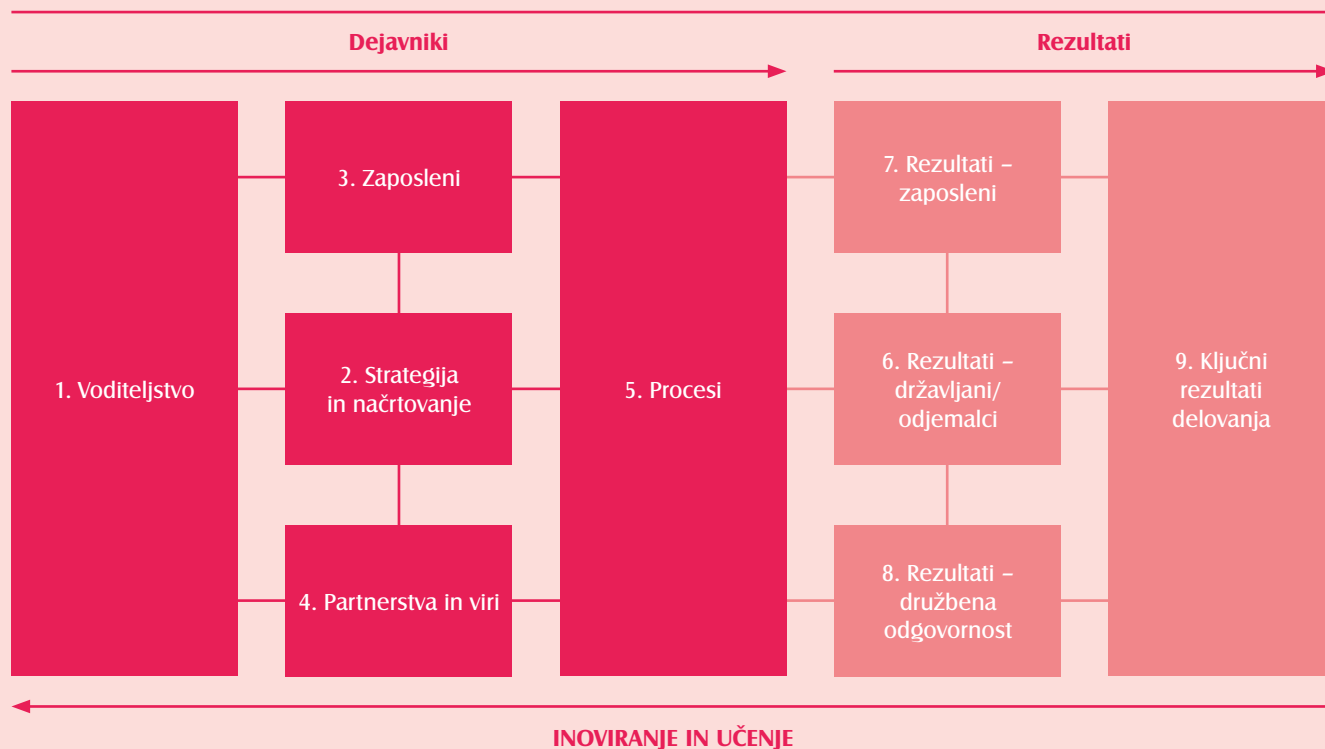 Dejavniki
Rezultati
1. Voditeljstvo
3. Zaposleni
2. Strategija
in načrtovanje
4. Partnerstva in viri
5. Procesi
7. Rezultati –
zaposleni
6. Rezultati –
državljani/
odjemalci
8. Rezultati –
družbena
odgovornost
9. Ključni
rezultati
delovanja
INOVIRANJE IN UČENJE